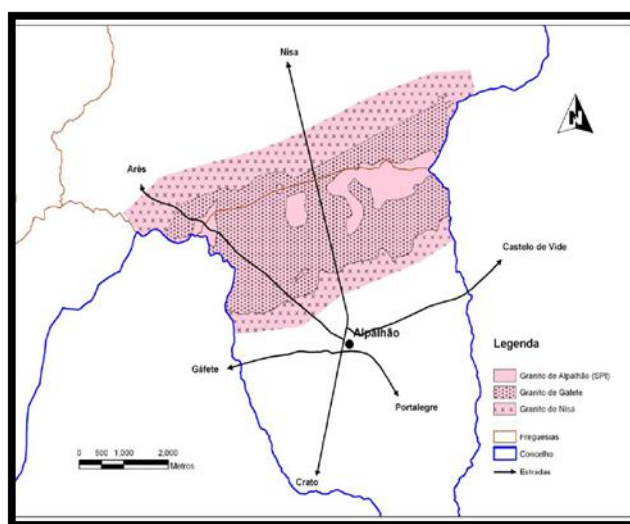 Nisa
N
Arês
Castelo de Vide
Alpalhão
Gáfete
Portalegre
Crato
0 500 1.000 2.000
Metros
Legenda
Granito de Alpalhão (SPI)
Granito de Gáfete
Granito de Nisa
Freguesias
Concelho
Estradas